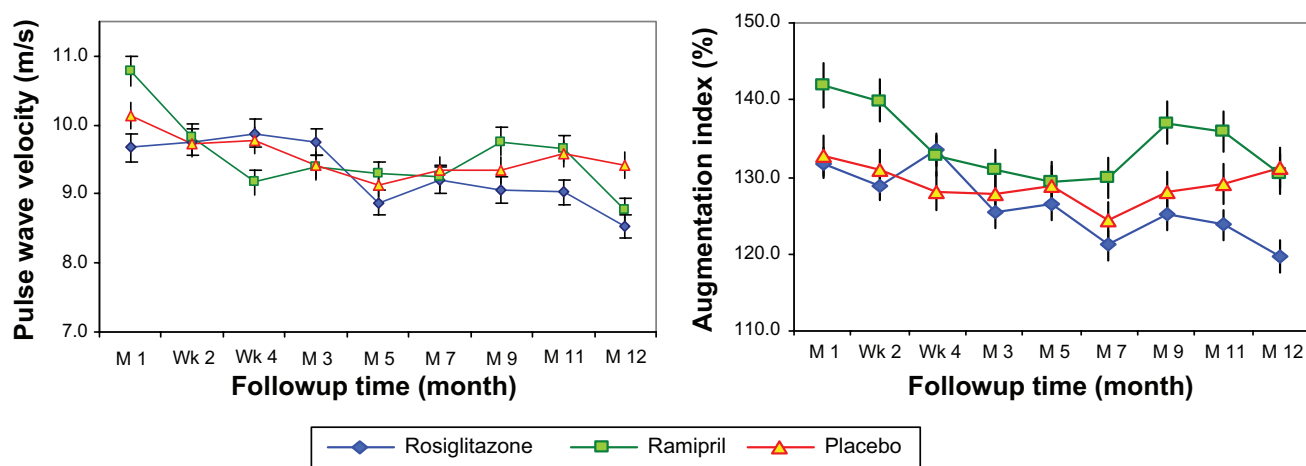 Pulse wave velocity (m/s)
11.0
10.0
9.0
8.0
7.0
M 1 Wk 2 Wk 4 M 3 M 5 M 7 M 9 M 11 M 12
Followup time (month)
Augmentation index (%)
150.0
140.0
130.0
120.0
110.0
M 1 Wk 2 Wk 4 M 3 M 5 M 7 M 9 M 11 M 12
Followup time (month)
Rosiglitazone Ramipril Placebo